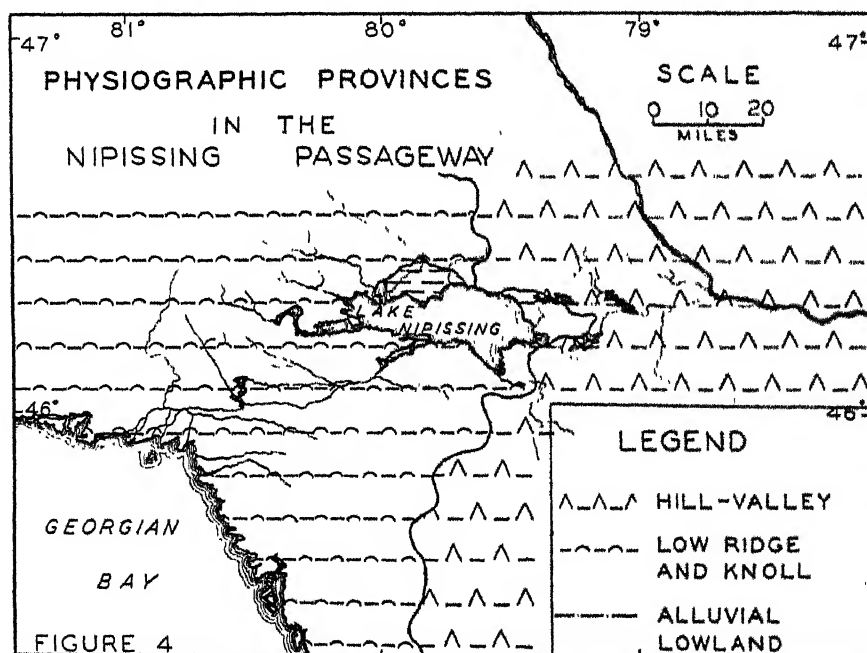 81° 80° 79°
47° 47°
PHYSIOGRAPHIC PROVINCES
IN THE
NIPISSING PASSAGEWAY
SCALE
0 10 20
MILES
LAKE
NIPISSING
46° 46°
GEORGIAN
BAY
FIGURE 4
LEGEND
HILL-VALLEY
LOW RIDGE
AND KNOLL
ALLUVIAL
LOWLAND